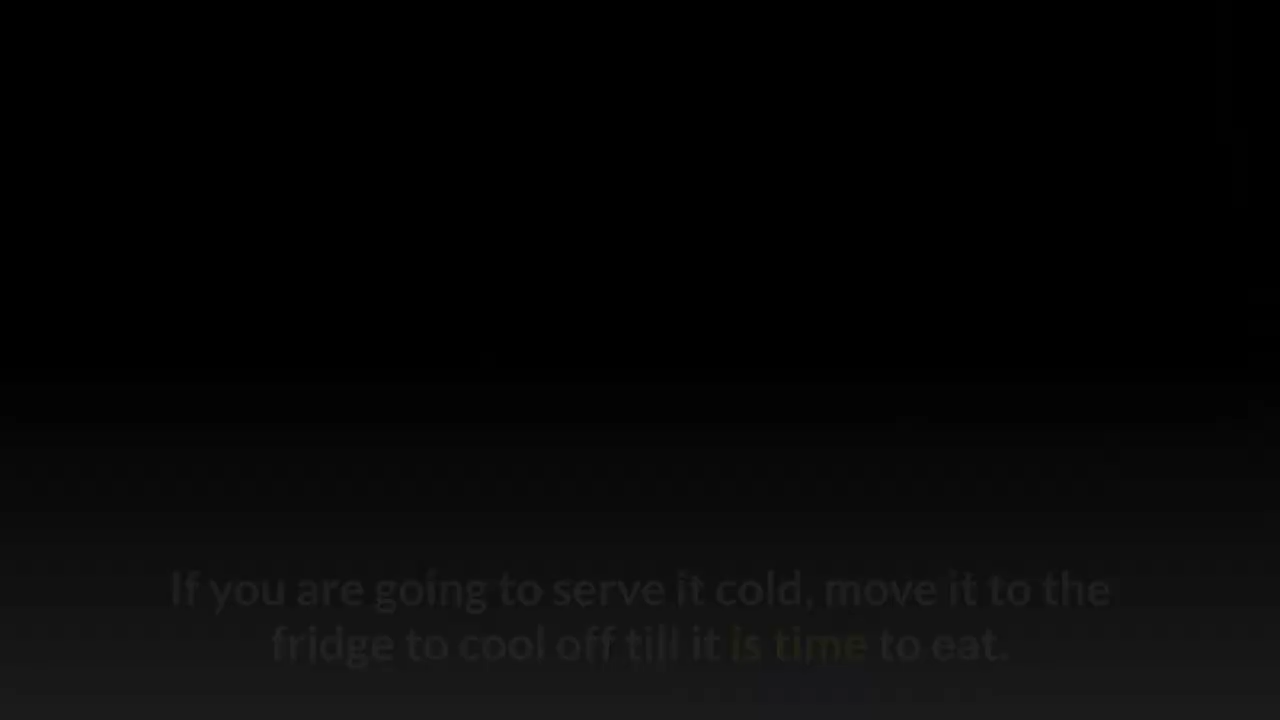 If you are going to serve it cold, move it to the
fridge to cool off till it is time to eat.